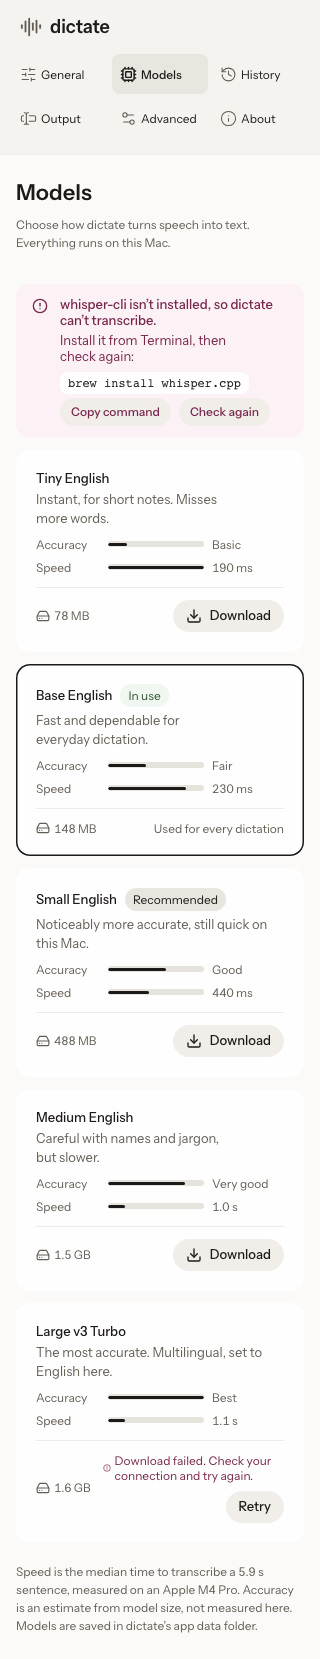 dictate
General
Models
History
Output
Advanced
About
Models
Choose how dictate turns speech into text.
Everything runs on this Mac.
whisper-cli isn’t installed, so dictate
can’t transcribe.
Install it from Terminal, then
check again:
brew install whisper.cpp
Copy command
Check again
Tiny English
Instant, for short notes. Misses
more words.
Accuracy Basic
Speed 190 ms
78 MB Download
Base English In use
Fast and dependable for
everyday dictation.
Accuracy Fair
Speed 230 ms
148 MB Used for every dictation
Small English Recommended
Noticeably more accurate, still quick on
this Mac.
Accuracy Good
Speed 440 ms
488 MB Download
Medium English
Careful with names and jargon,
but slower.
Accuracy Very good
Speed 1.0 s
1.5 GB Download
Large v3 Turbo
The most accurate. Multilingual, set to
English here.
Accuracy Best
Speed 1.1 s
Download failed. Check your
connection and try again.
1.6 GB
Retry
Speed is the median time to transcribe a 5.9 s
sentence, measured on an Apple M4 Pro. Accuracy
is an estimate from model size, not measured here.
Models are saved in dictate’s app data folder.